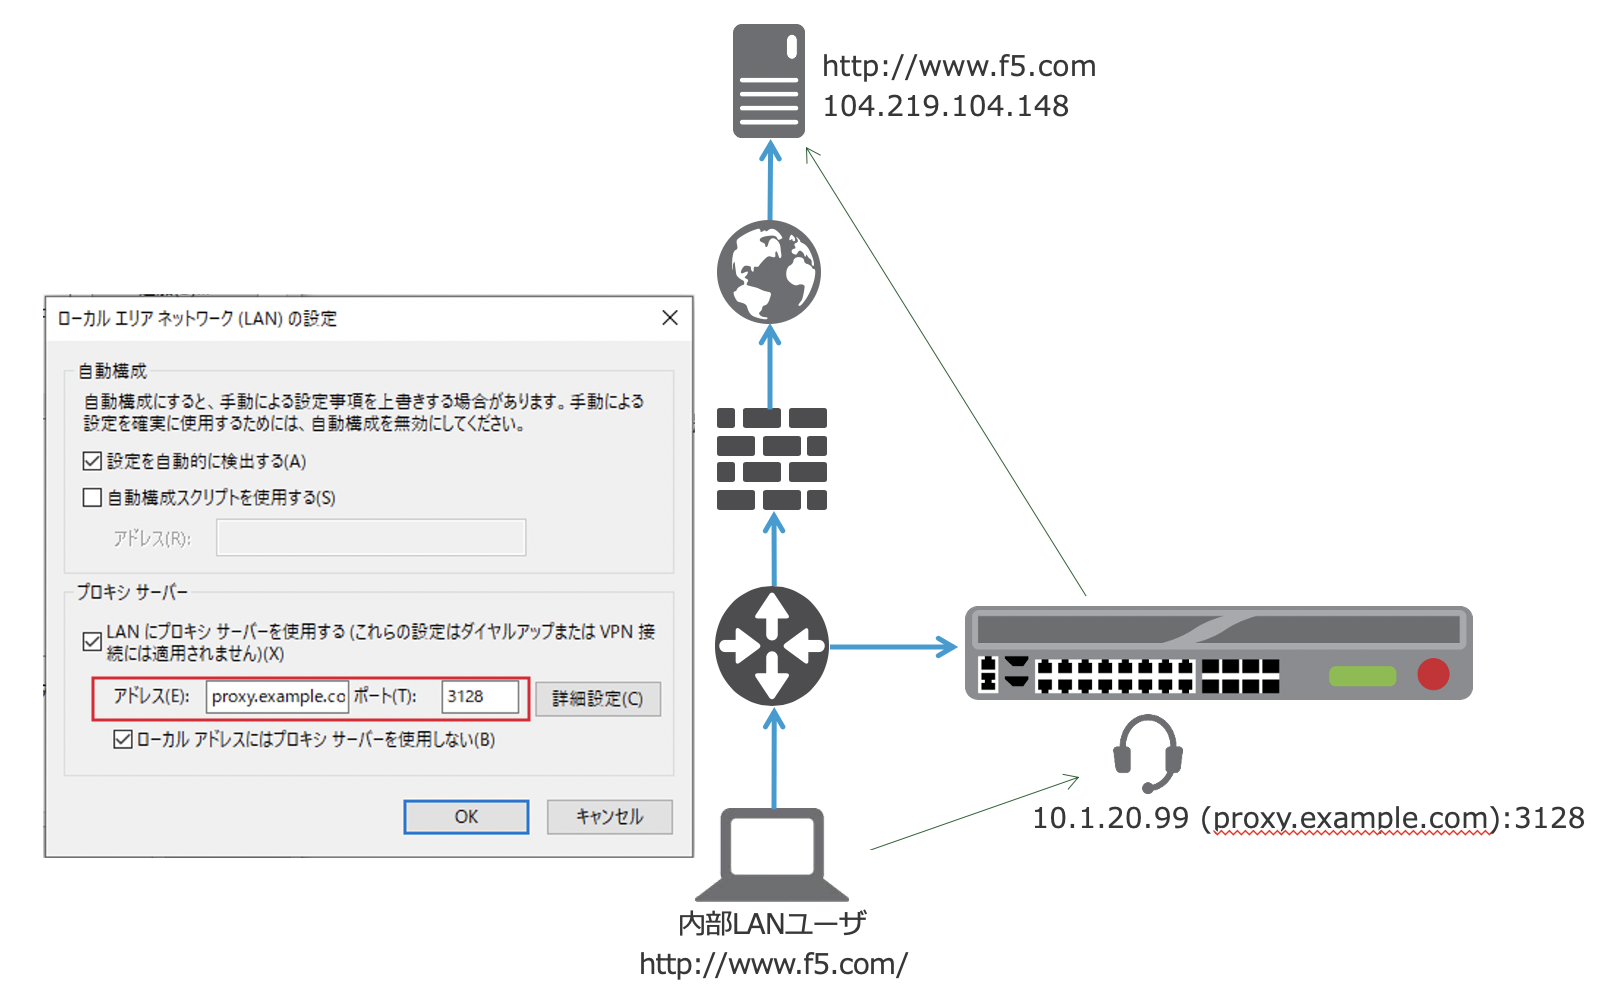 http://www.f5.com
104.219.104.148
ローカル エリア ネットワーク (LAN) の設定
自動構成
自動構成にすると、手動による設定事項を上書きする場合があります。手動による
設定を確実に使用するためには、自動構成を無効にしてください。
設定を自動的に検出する(A)
自動構成スクリプトを使用する(S)
アドレス(R):
プロキシ サーバー
LAN にプロキシ サーバーを使用する (これらの設定はダイヤルアップまたは VPN 接
続には適用されません)(X)
アドレス(E): proxy.example.co ポート(T): 3128 詳細設定(C)
ローカル アドレスにはプロキシ サーバーを使用しない(B)
OK キャンセル
10.1.20.99 (proxy.example.com):3128
内部LANユーザ
http://www.f5.com/